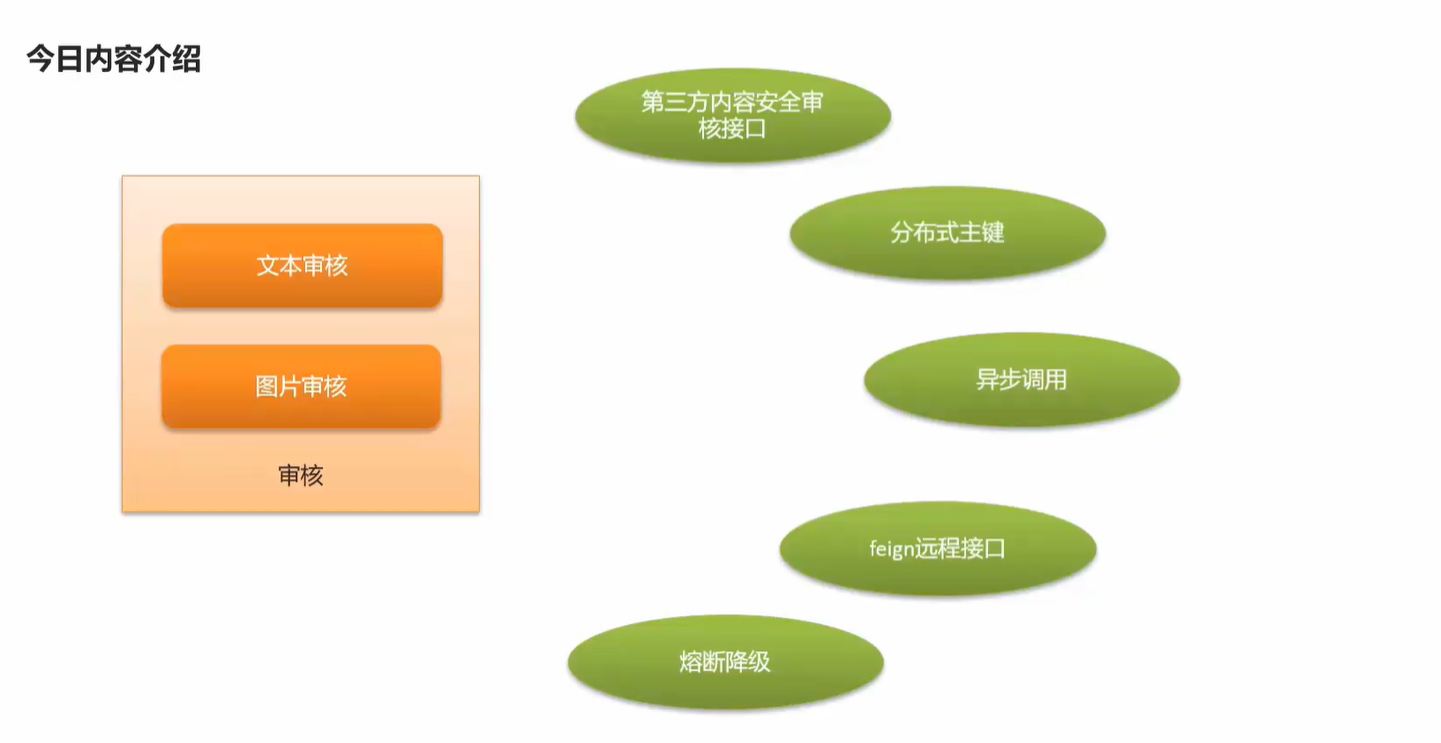 今日内容介绍
文本审核
图片审核
审核
第三方内容安全审
核接口
分布式主键
异步调用
feign远程接口
熔断降级